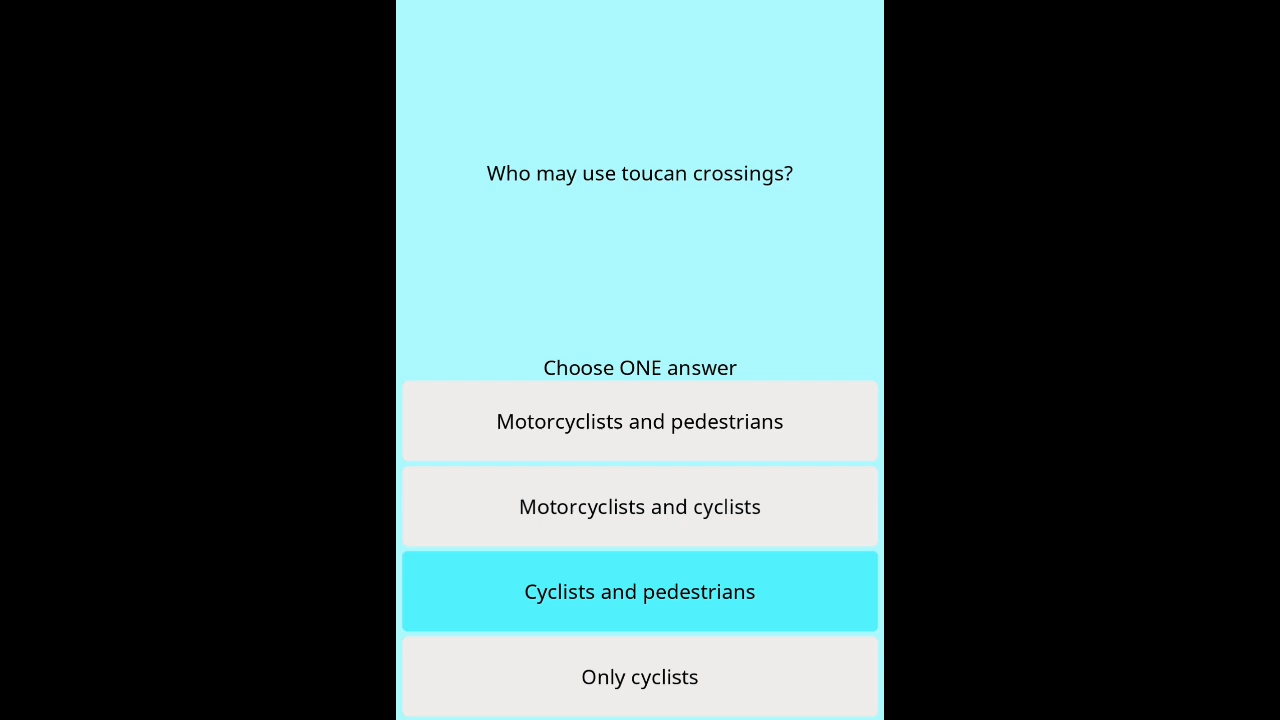 Who may use toucan crossings?
Choose ONE answer
Motorcyclists and pedestrians
Motorcyclists and cyclists
Cyclists and pedestrians
Only cyclists